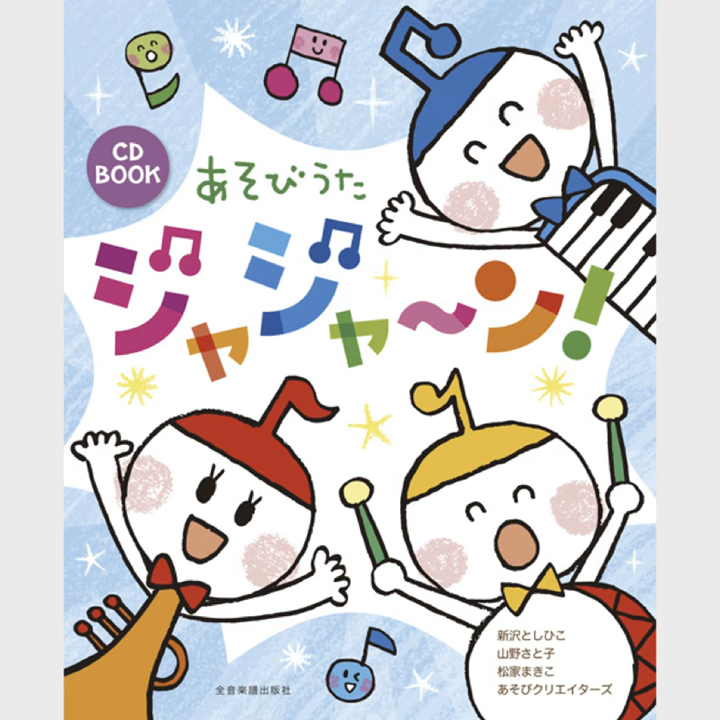 CD
BOOK
あそびうた
ジャジャ〜ン!
新沢としひこ
山野さと子
松家まきこ
あそびクリエイターズ
全音楽譜出版社